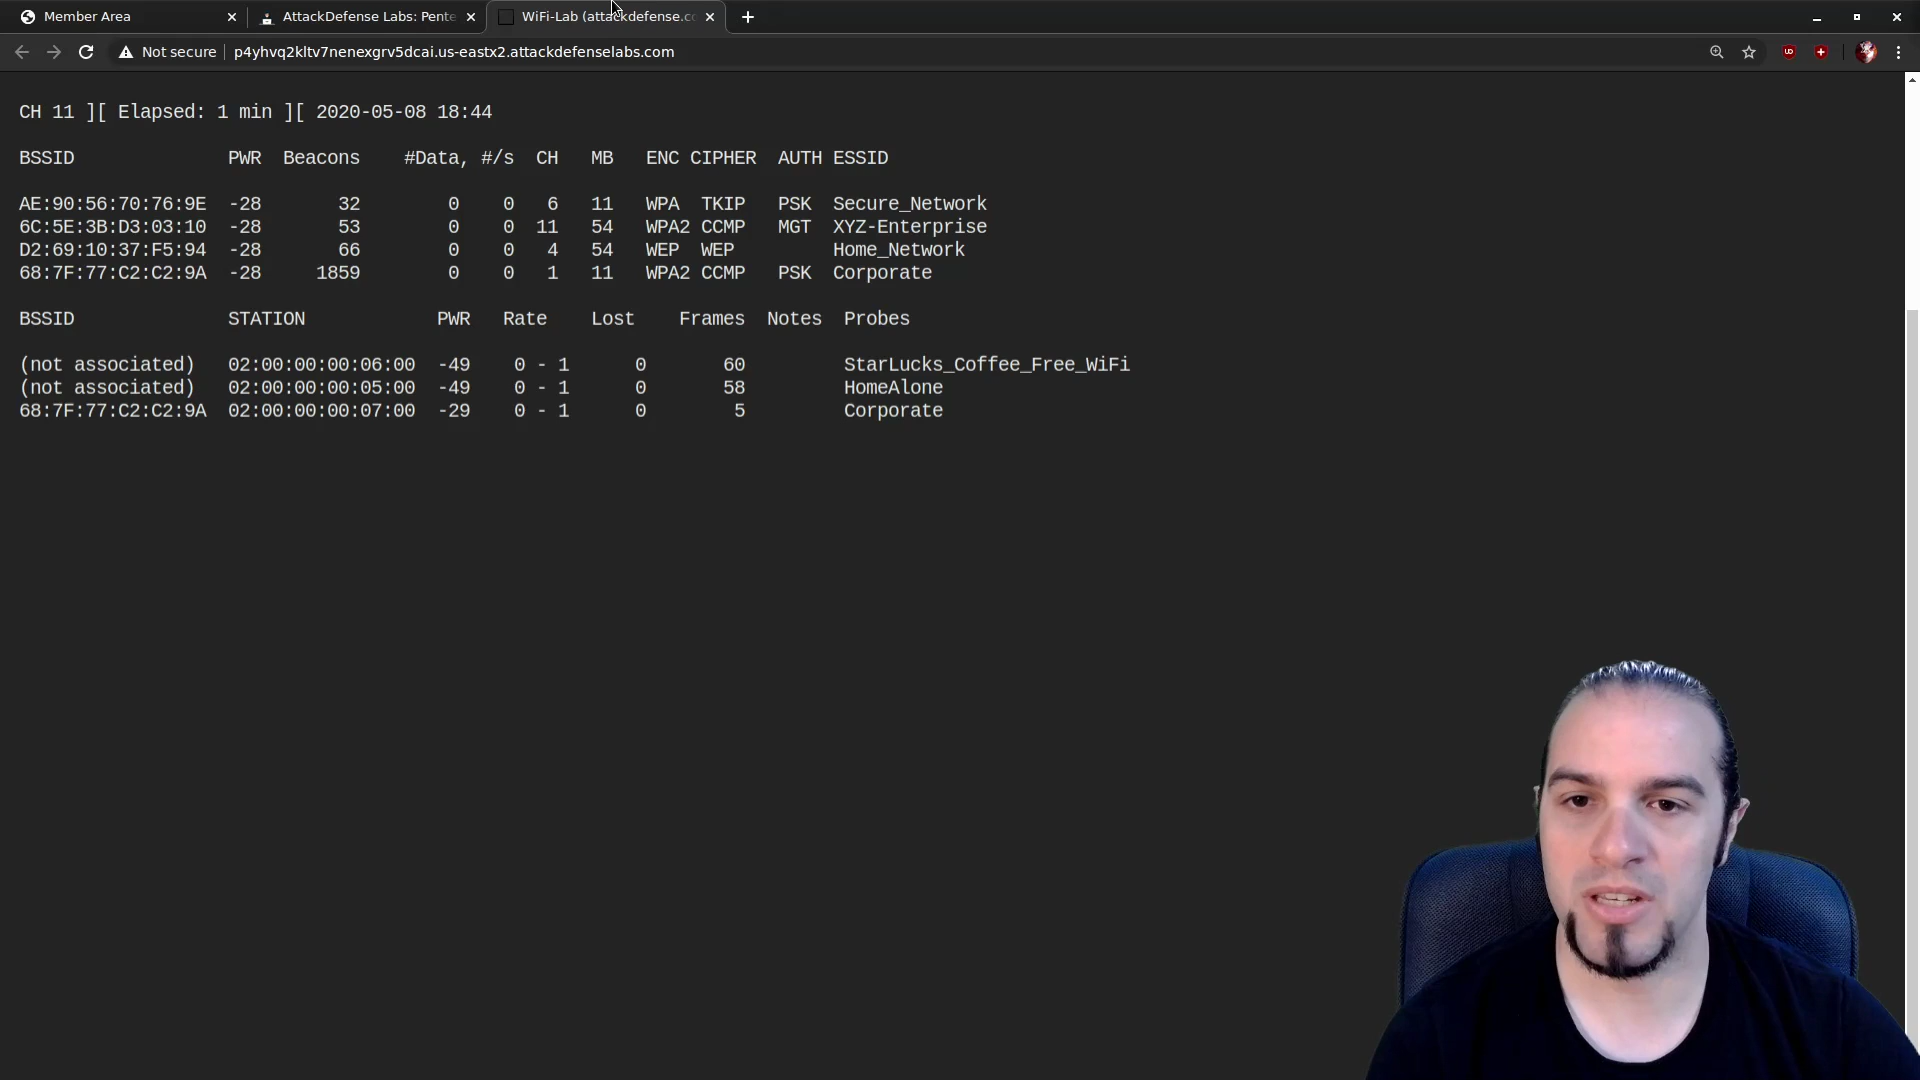 Member Area
AttackDefense Labs: Pente
WiFi-Lab (attackdefense.co
Not secure
p4yhvq2kltv7nenexgrv5dcai.us-eastx2.attackdefenselabs.com
CH 11 ][ Elapsed: 1 min ][ 2020-05-08 18:44
BSSID PWR Beacons #Data, #/s CH MB ENC CIPHER AUTH ESSID
AE:90:56:70:76:9E -28 32 0 0 6 11 WPA TKIP PSK Secure_Network
6C:5E:3B:D3:03:10 -28 53 0 0 11 54 WPA2 CCMP MGT XYZ-Enterprise
D2:69:10:37:F5:94 -28 66 0 0 4 54 WEP WEP Home_Network
68:7F:77:C2:C2:9A -28 1859 0 0 1 11 WPA2 CCMP PSK Corporate
BSSID STATION PWR Rate Lost Frames Notes Probes
(not associated) 02:00:00:00:06:00 -49 0 - 1 0 60 StarLucks_Coffee_Free_WiFi
(not associated) 02:00:00:00:05:00 -49 0 - 1 0 58 HomeAlone
68:7F:77:C2:C2:9A 02:00:00:00:07:00 -29 0 - 1 0 5 Corporate